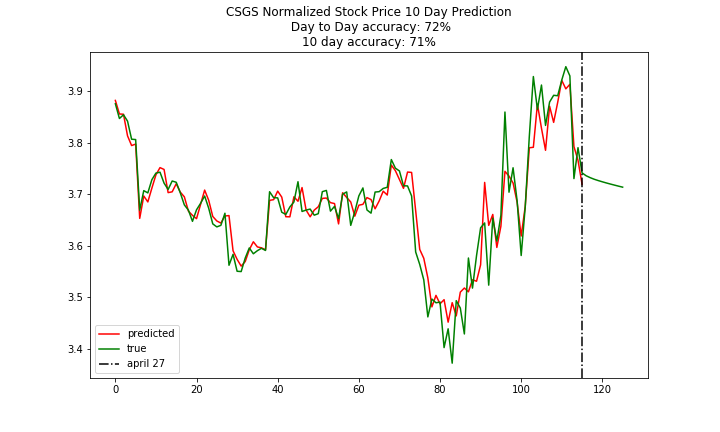 CSGS Normalized Stock Price 10 Day Prediction
Day to Day accuracy: 72%
10 day accuracy: 71%
3.9
3.8
3.7
3.6
3.5
3.4
predicted
true
april 27
0 20 40 60 80 100 120